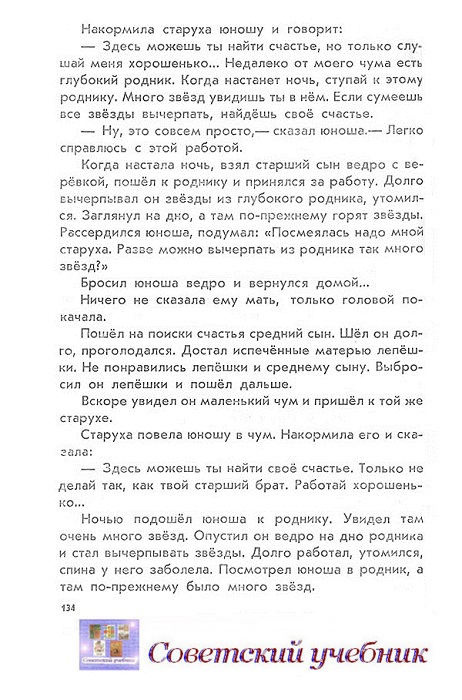 Накормила старуха юношу и говорит:
— Здесь можешь ты найти счастье, но только слу-
шай меня хорошенько... Недалеко от моего чума есть
глубокий родник. Когда настанет ночь, ступай к этому
роднику. Много звёзд увидишь ты в нём. Если сумеешь
все звёзды вычерпать, найдёшь своё счастье.
— Ну, это совсем просто,— сказал юноша.— Легко
справлюсь с этой работой.
Когда настала ночь, взял старший сын ведро с ве-
рёвкой, пошёл к роднику и принялся за работу. Долго
вычерпывал он звёзды из глубокого родника, утомил-
ся. Заглянул на дно, а там по-прежнему горят звёзды.
Рассердился юноша, подумал: «Посмеялась надо мной
старуха. Разве можно вычерпать из родника так много
звёзд?»
Бросил юноша ведро и вернулся домой...
Ничего не сказала ему мать, только головой по-
качала.
Пошёл на поиски счастья средний сын. Шёл он дол-
го, проголодался. Достал испечённые матерью лепёш-
ки. Не понравились лепёшки и среднему сыну. Выбро-
сил он лепёшки и пошёл дальше.
Вскоре увидел он маленький чум и пришёл к той же
старухе.
Старуха повела юношу в чум. Накормила его и ска-
зала:
— Здесь можешь ты найти своё счастье. Только не
делай так, как твой старший брат. Работай хорошень-
ко...
Ночью подошёл юноша к роднику. Увидел там
очень много звёзд. Опустил он ведро на дно родника
и стал вычерпывать звёзды. Долго работал, утомился,
спина у него заболела. Посмотрел юноша в родник, а
там по-прежнему было много звёзд.
134
Советский учебник
Советский учебник